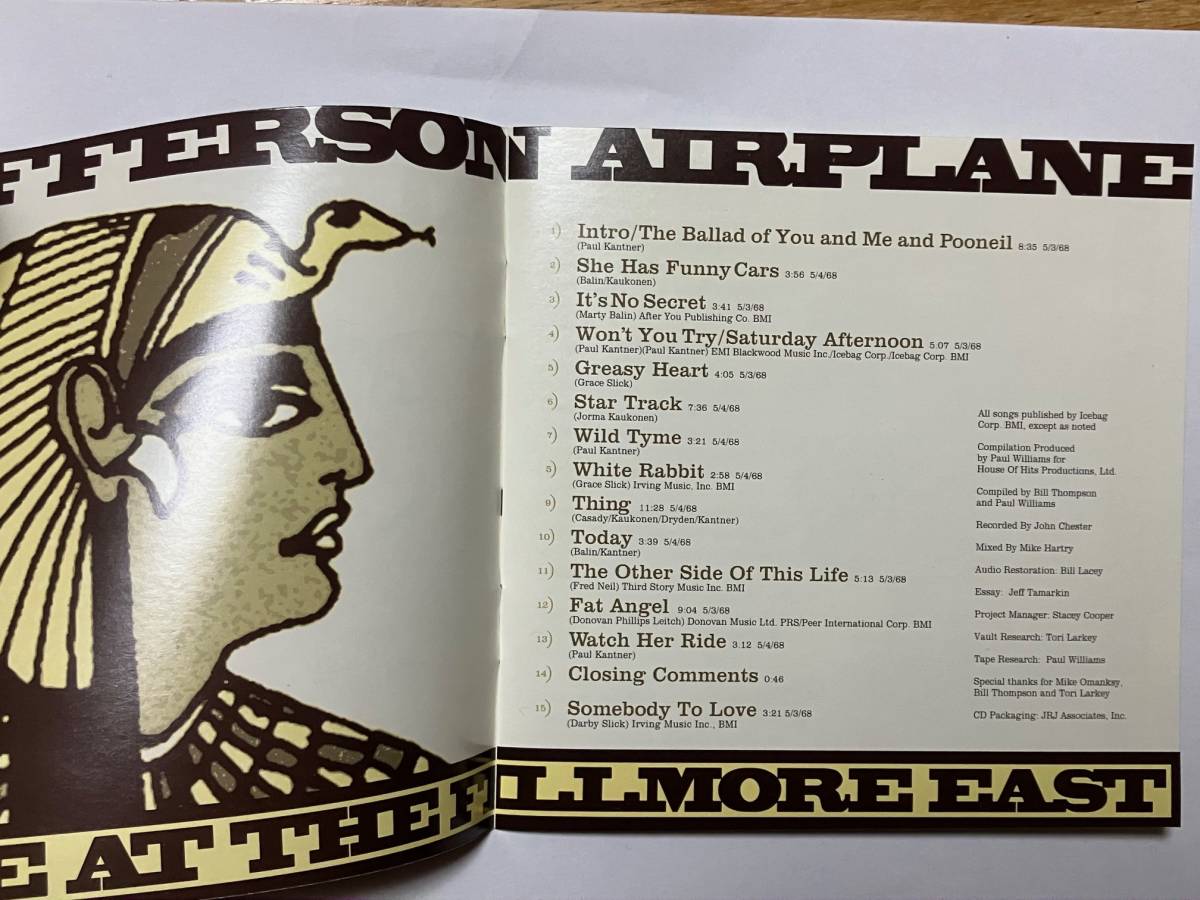 FFERSON AIRPLANE
1) Intro/The Ballad of You and Me and Pooneil 8:35 5/3/68
(Paul Kantner)
2) She Has Funny Cars 3:56 5/4/68
(Balin/Kaukonen)
3) It's No Secret 3:41 5/3/68
(Marty Balin) After You Publishing Co. BMI
4) Won't You Try/Saturday Afternoon 5:07 5/3/68
(Paul Kantner)(Paul Kantner) EMI Blackwood Music Inc./Icebag Corp./Icebag Corp. BMI
5) Greasy Heart 4:05 5/3/68
(Grace Slick)
6) Star Track 7:36 5/4/68
(Jorma Kaukonen)
7) Wild Tyme 3:21 5/4/68
(Paul Kantner)
5) White Rabbit 2:58 5/4/68
(Grace Slick) Irving Music, Inc. BMI
9) Thing 11:28 5/4/68
(Casady/Kaukonen/Dryden/Kantner)
10) Today 3:39 5/4/68
(Balin/Kantner)
11) The Other Side Of This Life 5:13 5/3/68
(Fred Neil) Third Story Music Inc. BMI
12) Fat Angel 9:04 5/3/68
(Donovan Phillips Leitch) Donovan Music Ltd. PRS/Peer International Corp. BMI
13) Watch Her Ride 3:12 5/4/68
(Paul Kantner)
14) Closing Comments 0:46
15) Somebody To Love 3:21 5/3/68
(Darby Slick) Irving Music Inc., BMI
All songs published by Icebag
Corp. BMI, except as noted
Compilation Produced
by Paul Williams for
House Of Hits Productions, Ltd.
Compiled by Bill Thompson
and Paul Williams
Recorded By John Chester
Mixed By Mike Hartry
Audio Restoration: Bill Lacey
Essay: Jeff Tamarkin
Project Manager: Stacey Cooper
Vault Research: Tori Larkey
Tape Research: Paul Williams
Special thanks for Mike Omanksy,
Bill Thompson and Tori Larkey
CD Packaging: JRJ Associates, Inc.
E AT THE FILLMORE EAST